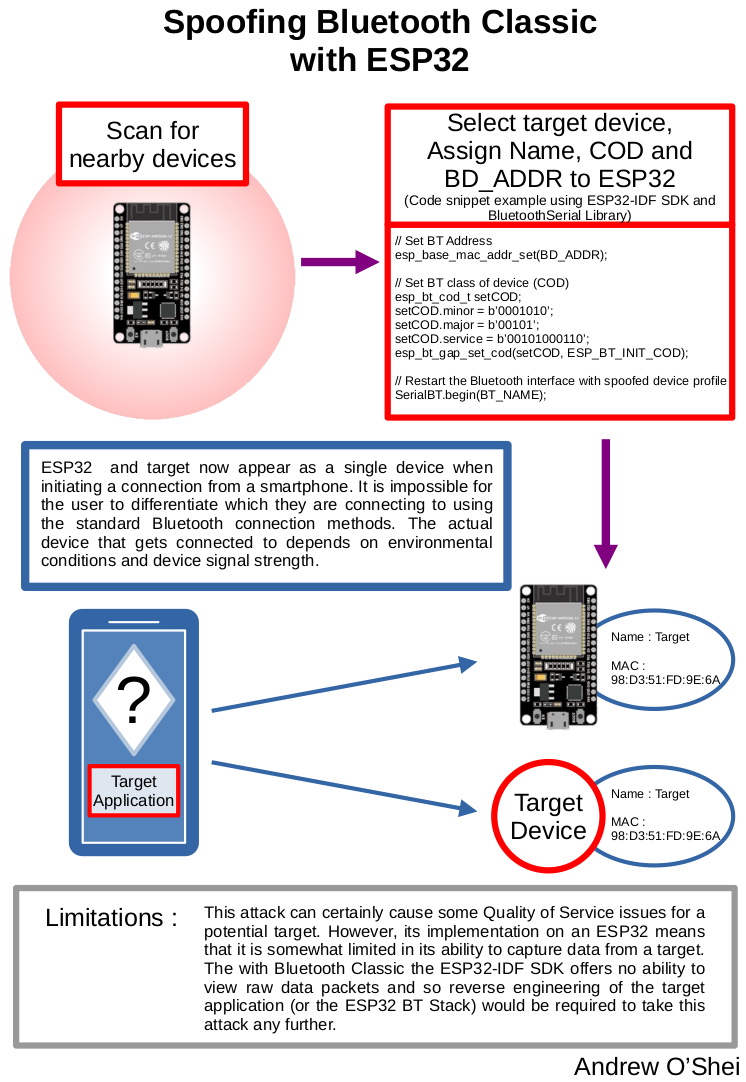 Spoofing Bluetooth Classic
with ESP32
Scan for
nearby devices
Select target device,
Assign Name, COD and
BD_ADDR to ESP32
(Code snippet example using ESP32-IDF SDK and
BluetoothSerial Library)
// Set BT Address
esp_base_mac_addr_set(BD_ADDR);
// Set BT class of device (COD)
esp_bt_cod_t setCOD;
setCOD.minor = b'0001010';
setCOD.major = b'00101';
setCOD.service = b'00101000110';
esp_bt_gap_set_cod(setCOD, ESP_BT_INIT_COD);
// Restart the Bluetooth interface with spoofed device profile
SerialBT.begin(BT_NAME);
ESP32 and target now appear as a single device when
initiating a connection from a smartphone. It is impossible for
the user to differentiate which they are connecting to using
the standard Bluetooth connection methods. The actual
device that gets connected to depends on environmental
conditions and device signal strength.
?
Target
Application
Name : Target
MAC :
98:D3:51:FD:9E:6A
Target
Device
Name : Target
MAC :
98:D3:51:FD:9E:6A
Limitations :
This attack can certainly cause some Quality of Service issues for a
potential target. However, its implementation on an ESP32 means
that it is somewhat limited in its ability to capture data from a target.
The with Bluetooth Classic the ESP32-IDF SDK offers no ability to
view raw data packets and so reverse engineering of the target
application (or the ESP32 BT Stack) would be required to take this
attack any further.
Andrew O'Shei